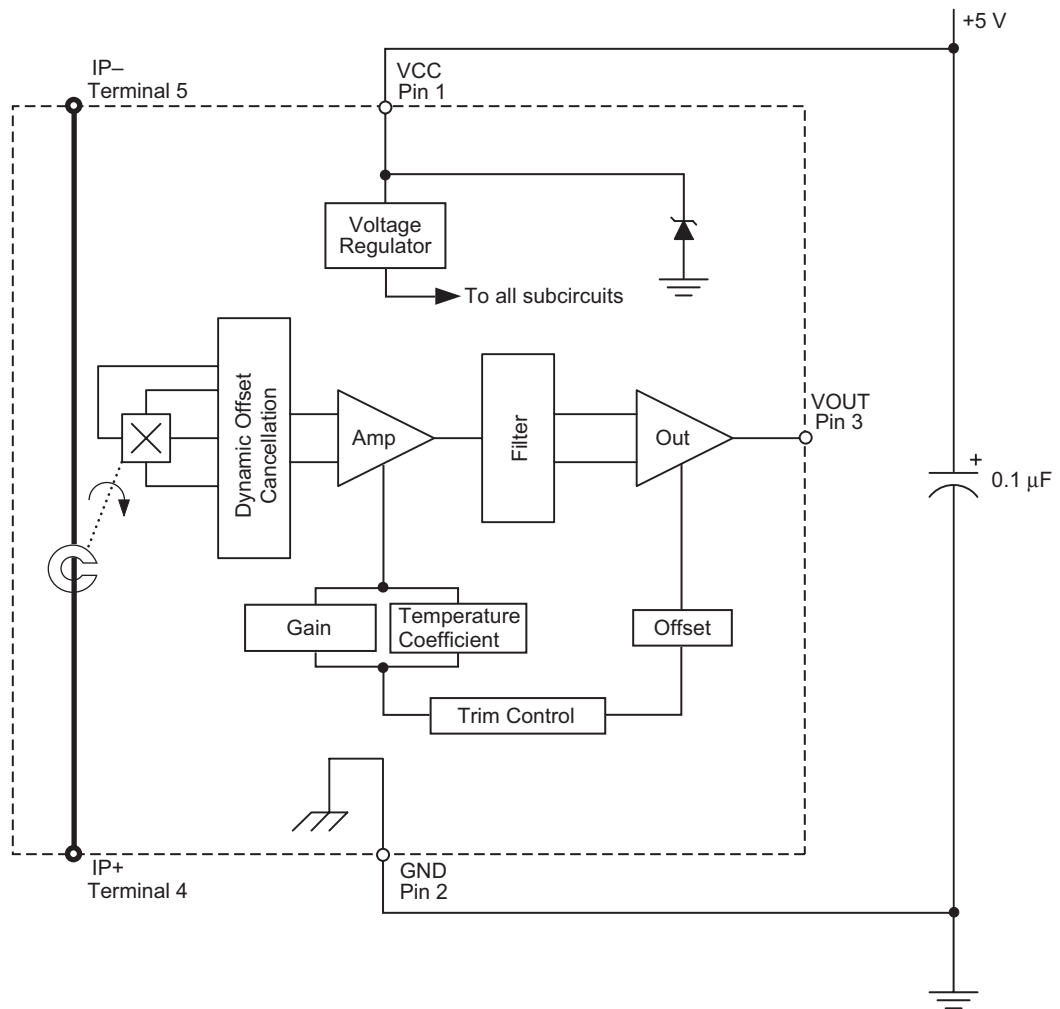 +5 V
IP–
Terminal 5
VCC
Pin 1
Voltage
Regulator
To all subcircuits
Dynamic Offset
Cancellation
Amp
Filter
Out
VOUT
Pin 3
+
0.1 μF
Gain
Temperature
Coefficient
Offset
Trim Control
IP+
Terminal 4
GND
Pin 2